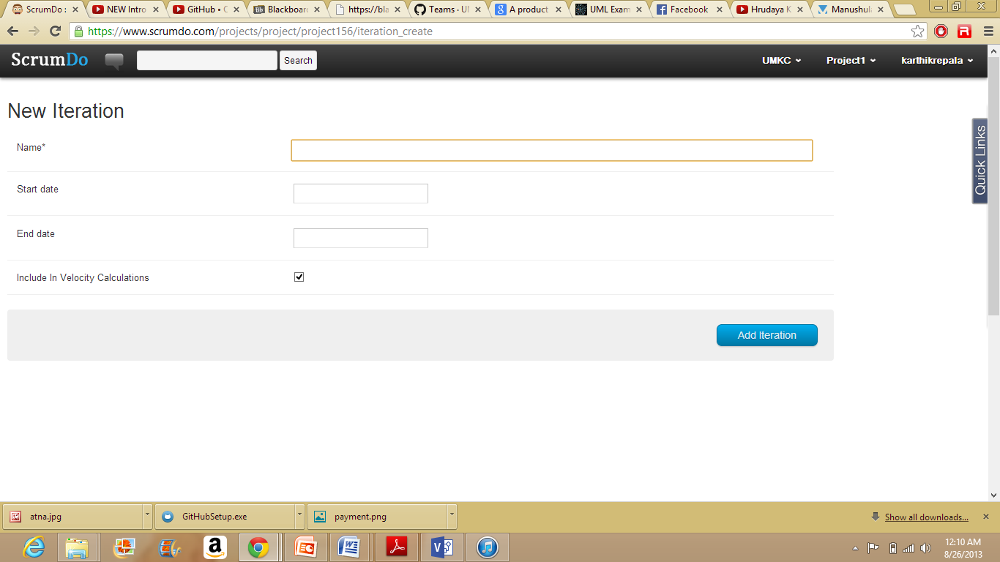 ScrumDo :
NEW Intro
GitHub • C
Blackboard
https://bla
Teams · U
A product
UML Exam
Facebook
Hrudaya K
Manushula
https://www.scrumdo.com/projects/project/project156/iteration_create
ScrumDo
Search
UMKC
Project1
karthikrepala
New Iteration
Name*
Quick Links
Start date
End date
Include In Velocity Calculations
Add Iteration
atna.jpg
GitHubSetup.exe
payment.png
Show all downloads...
12:10 AM
8/26/2013